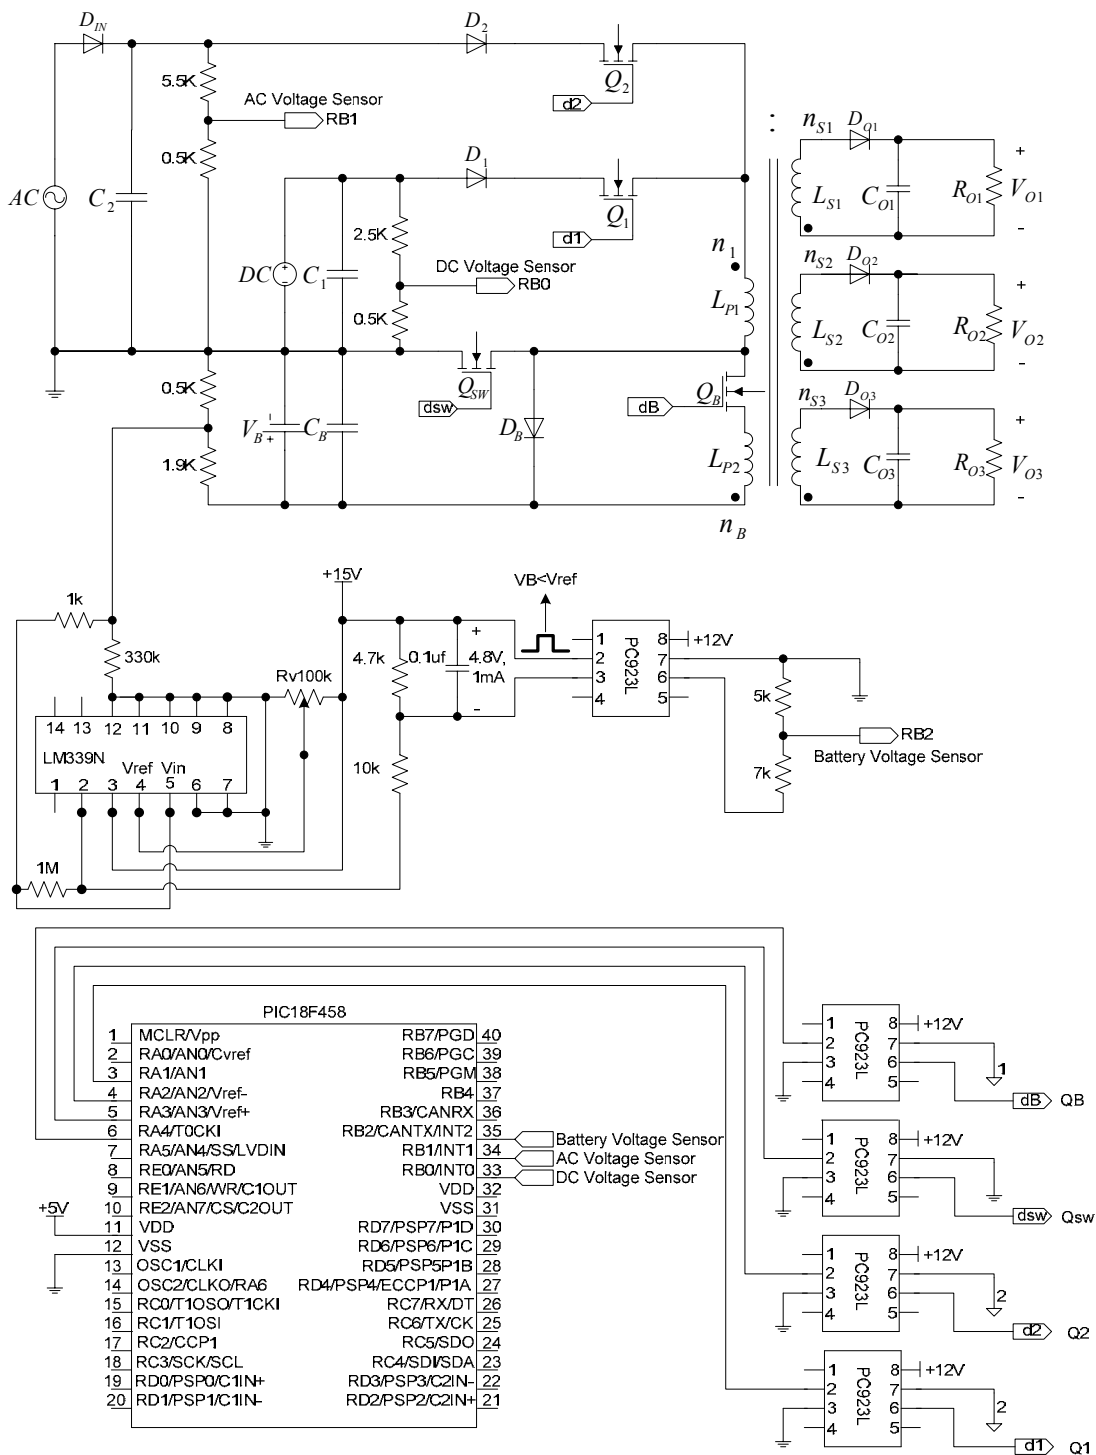 D_IN
D_2
Q_2
d2
5.5K
AC Voltage Sensor
RB1
0.5K
AC
C_2
D_1
Q_1
d1
2.5K
DC
C_1
DC Voltage Sensor
RB0
0.5K
:
n_S1
D_O1
L_S1
C_O1
R_O1
+
V_O1
-
n_1
L_P1
n_S2
D_O2
L_S2
C_O2
R_O2
+
V_O2
-
0.5K
Q_SW
dsw
Q_B
dB
V_B
+
C_B
D_B
1.9K
L_P2
n_B
n_S3
D_O3
L_S3
C_O3
R_O3
+
V_O3
-
+15V
VB<Vref
1k
330k
Rv100k
4.7k
0.1uf
+
4.8V,
1mA
-
10k
PC923L
1 8 +12V
2 7
3 6
4 5
5k
RB2
Battery Voltage Sensor
7k
14 13 12 11 10 9 8
LM339N
Vref Vin
1 2 3 4 5 6 7
1M
PIC18F458
1 MCLR/Vpp RB7/PGD 40
2 RA0/AN0/Cvref RB6/PGC 39
3 RA1/AN1 RB5/PGM 38
4 RA2/AN2/Vref- RB4 37
5 RA3/AN3/Vref+ RB3/CANRX 36
6 RA4/T0CKI RB2/CANTX/INT2 35 Battery Voltage Sensor
7 RA5/AN4/SS/LVDIN RB1/INT1 34 AC Voltage Sensor
8 RE0/AN5/RD RB0/INT0 33 DC Voltage Sensor
9 RE1/AN6/WR/C1OUT VDD 32
10 RE2/AN7/CS/C2OUT VSS 31
+5V
11 VDD RD7/PSP7/P1D 30
12 VSS RD6/PSP6/P1C 29
13 OSC1/CLKI RD5/PSP5P1B 28
14 OSC2/CLKO/RA6 RD4/PSP4/ECCP1/P1A 27
15 RC0/T1OSO/T1CKI RC7/RX/DT 26
16 RC1/T1OSI RC6/TX/CK 25
17 RC2/CCP1 RC5/SDO 24
18 RC3/SCK/SCL RC4/SDI/SDA 23
19 RD0/PSP0/C1IN+ RD3/PSP3/C2IN- 22
20 RD1/PSP1/C1IN- RD2/PSP2/C2IN+ 21
PC923L
1 8 +12V
2 7
3 6
4 5
1
dB QB
PC923L
1 8 +12V
2 7
3 6
4 5
dsw Qsw
PC923L
1 8 +12V
2 7
3 6
4 5
2
d2 Q2
PC923L
1 8 +12V
2 7
3 6
4 5
2
d1 Q1